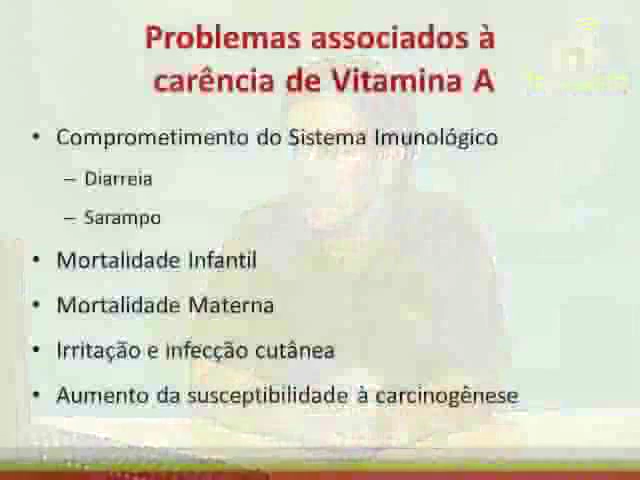 Problemas associados à
carência de Vitamina A
• Comprometimento do Sistema Imunológico
– Diarreia
– Sarampo
• Mortalidade Infantil
• Mortalidade Materna
• Irritação e infecção cutânea
• Aumento da susceptibilidade à carcinogênese